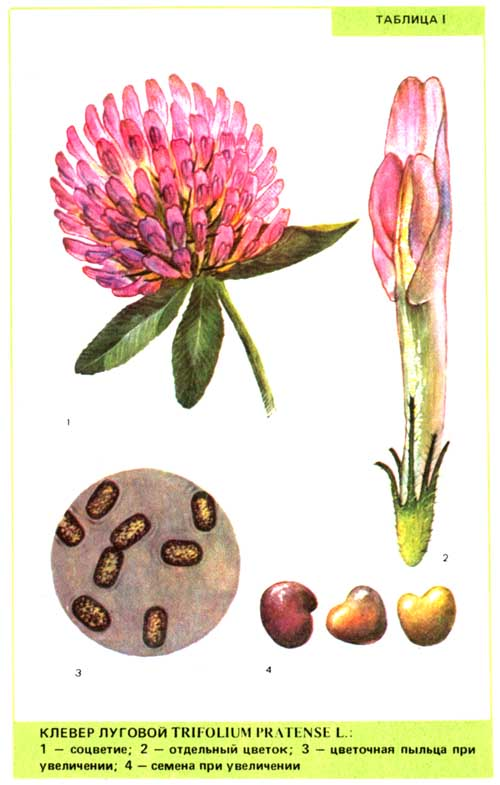 ТАБЛИЦА I
1
2
3
4
КЛЕВЕР ЛУГОВОЙ TRIFOLIUM PRATENSE L.:
1 — соцветие; 2 — отдельный цветок; 3 — цветочная пыльца при
увеличении; 4 — семена при увеличении